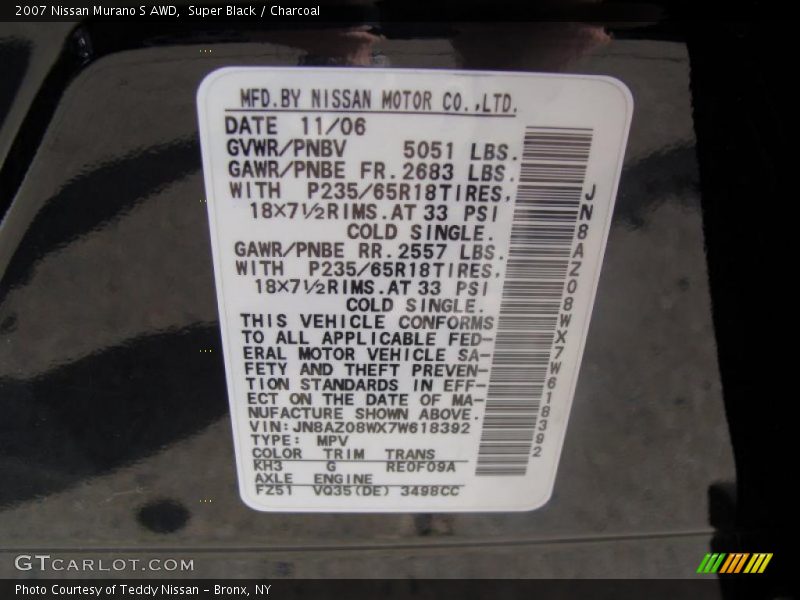 2007 Nissan Murano S AWD, Super Black / Charcoal
MFD.BY NISSAN MOTOR CO.,LTD.
DATE 11/06
GVWR/PNBV 5051 LBS.
GAWR/PNBE FR.2683 LBS.
WITH P235/65R18TIRES,
18×7½RIMS.AT 33 PSI
COLD SINGLE.
GAWR/PNBE RR.2557 LBS.
WITH P235/65R18TIRES,
18×7½RIMS.AT 33 PSI
COLD SINGLE.
THIS VEHICLE CONFORMS
TO ALL APPLICABLE FED-
ERAL MOTOR VEHICLE SA-
FETY AND THEFT PREVEN-
TION STANDARDS IN EFF-
ECT ON THE DATE OF MA-
NUFACTURE SHOWN ABOVE.
VIN:JN8AZ08WX7W618392
TYPE: MPV
COLOR TRIM TRANS
KH3 G RE0F09A
AXLE ENGINE
FZ51 VQ35(DE) 3498CC
JN8AZ08WX7W618392
GTCARLOT.COM
Photo Courtesy of Teddy Nissan - Bronx, NY